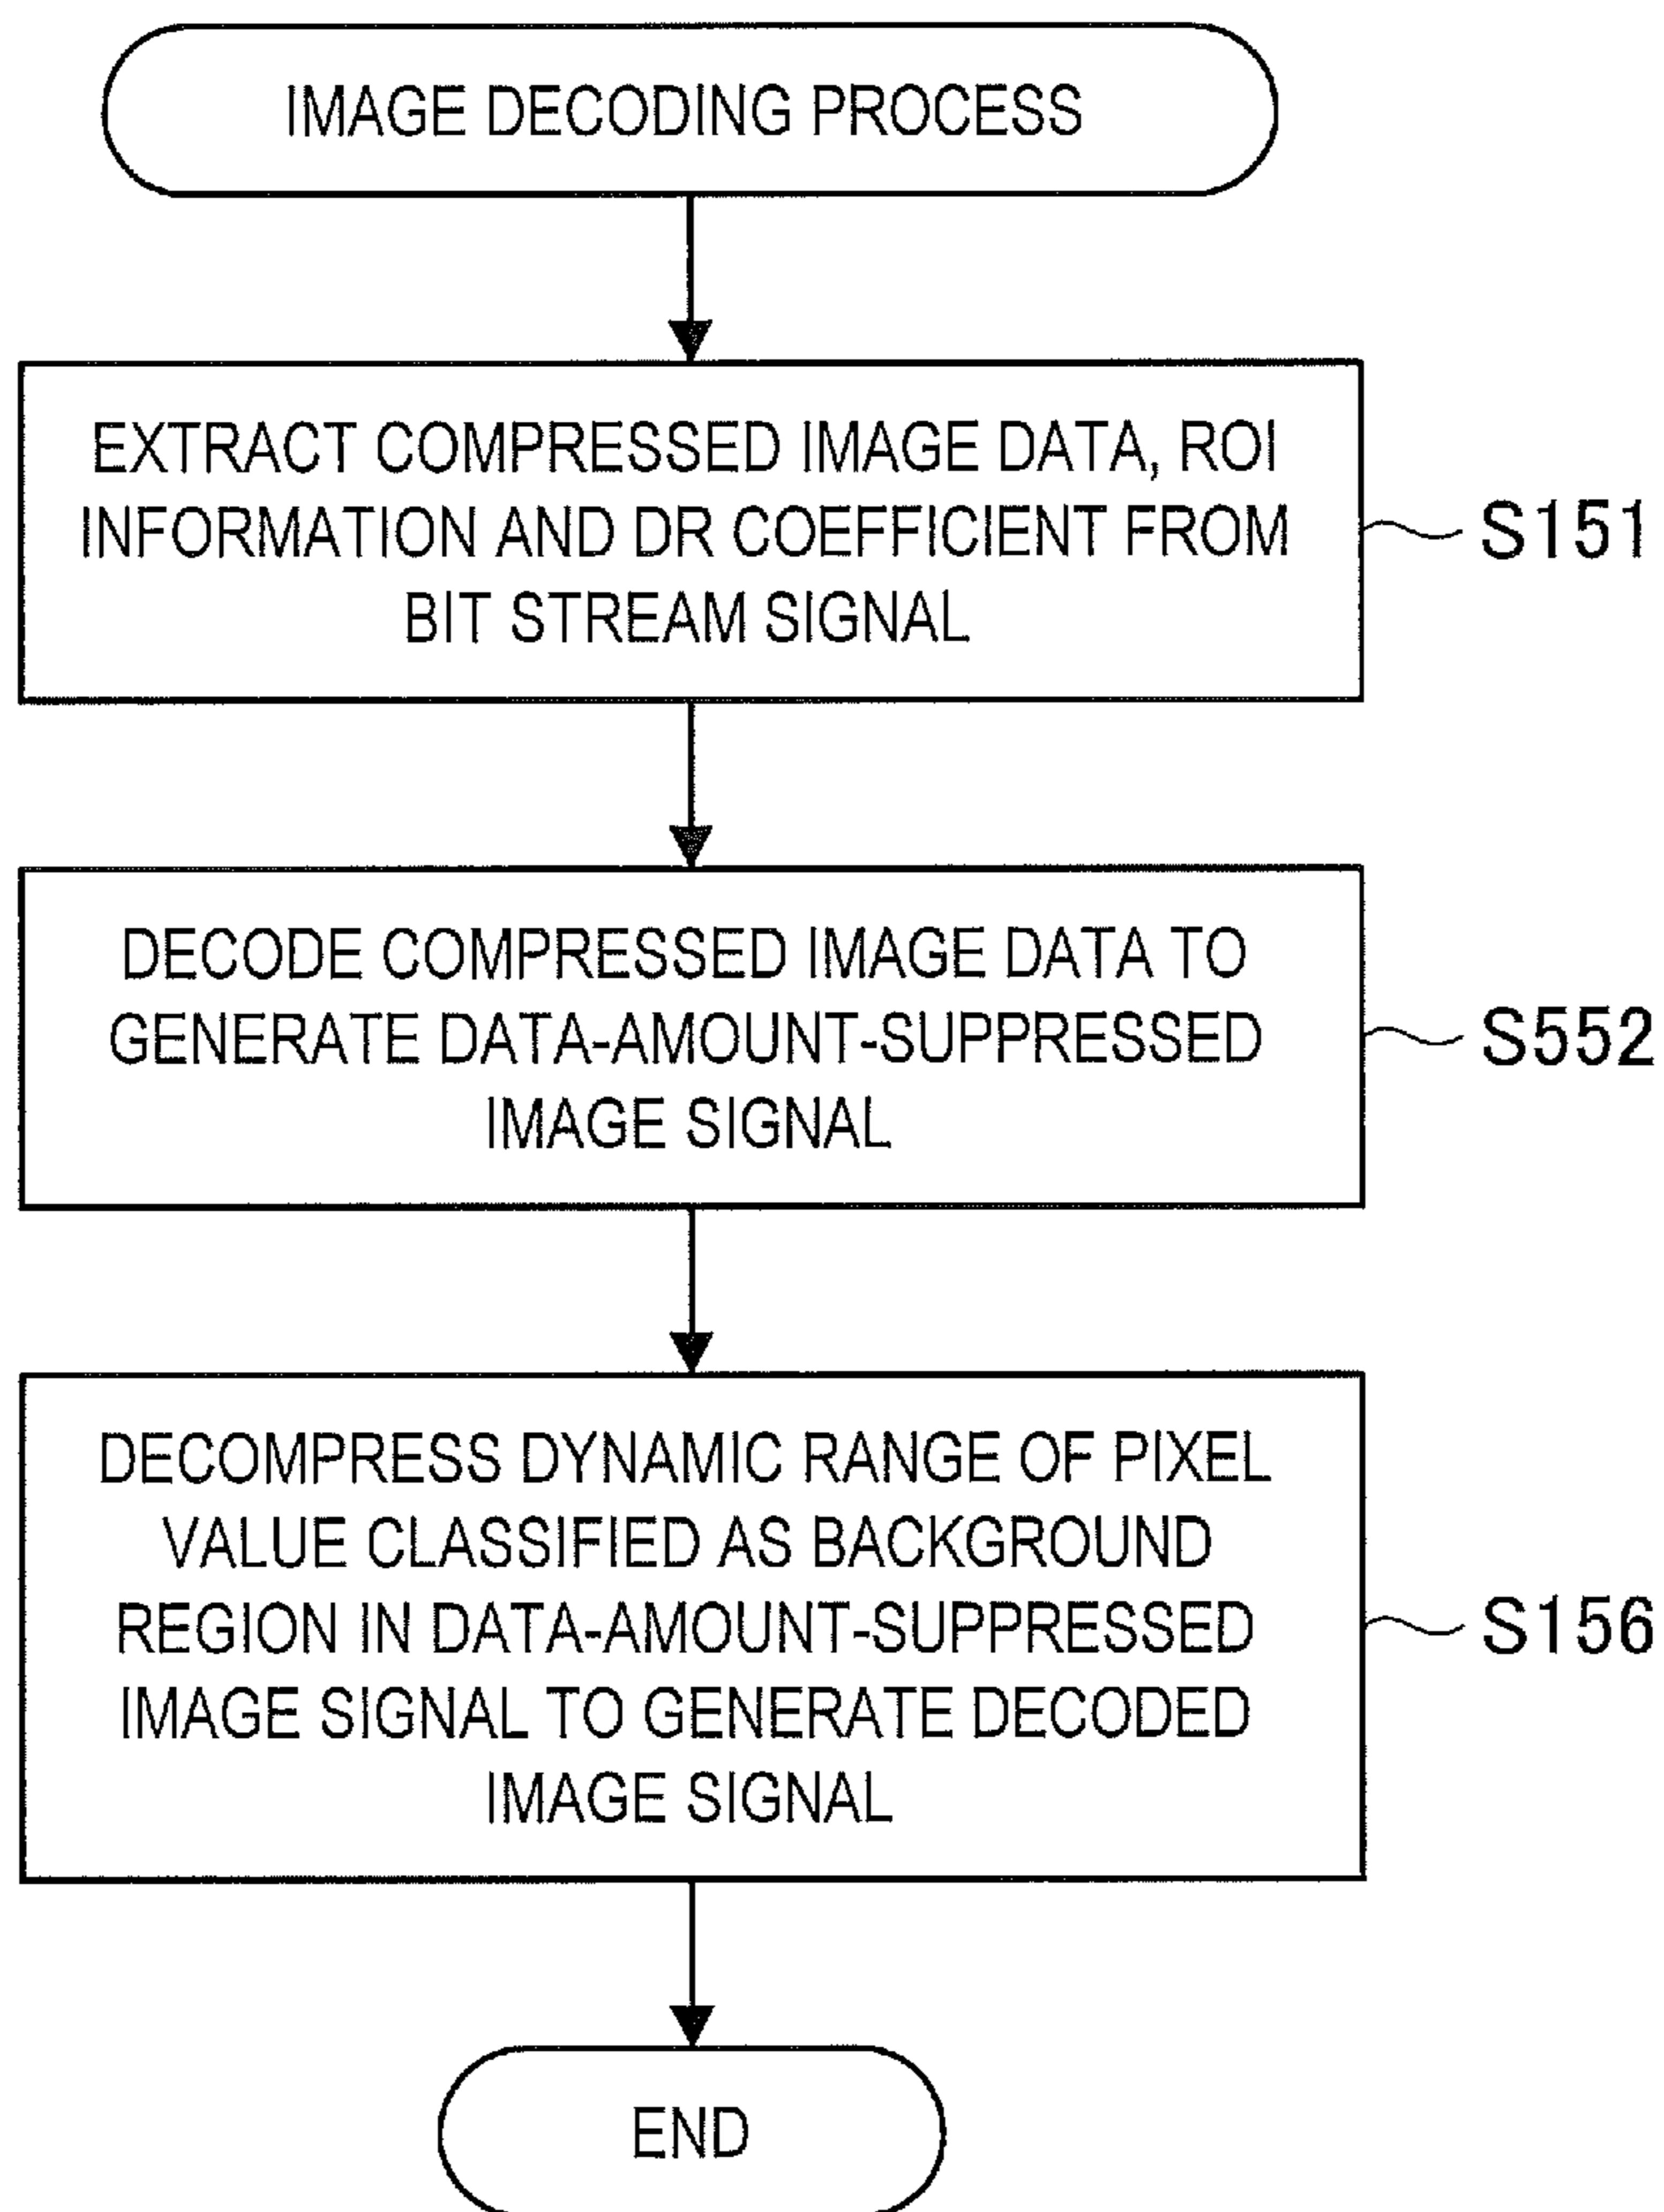 IMAGE DECODING PROCESS
EXTRACT COMPRESSED IMAGE DATA, ROI
INFORMATION AND DR COEFFICIENT FROM
BIT STREAM SIGNAL
S151
DECODE COMPRESSED IMAGE DATA TO
GENERATE DATA-AMOUNT-SUPPRESSED
IMAGE SIGNAL
S552
DECOMPRESS DYNAMIC RANGE OF PIXEL
VALUE CLASSIFIED AS BACKGROUND
REGION IN DATA-AMOUNT-SUPPRESSED
IMAGE SIGNAL TO GENERATE DECODED
IMAGE SIGNAL
S156
END